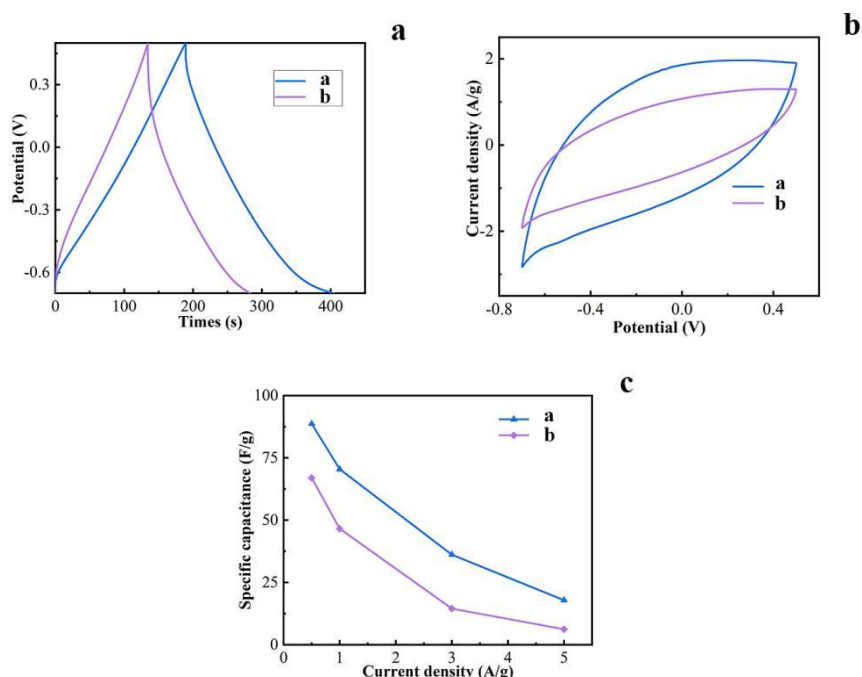 a
0.3
0.0
-0.3
-0.6
Potential (V)
a
b
0
100
200
300
400
Times (s)
b
2
0
-2
Current density (A/g)
a
b
-0.8
-0.4
0.0
0.4
Potential (V)
c
100
75
50
25
0
Specific capacitance (F/g)
a
b
0
1
2
3
4
5
Current density (A/g)